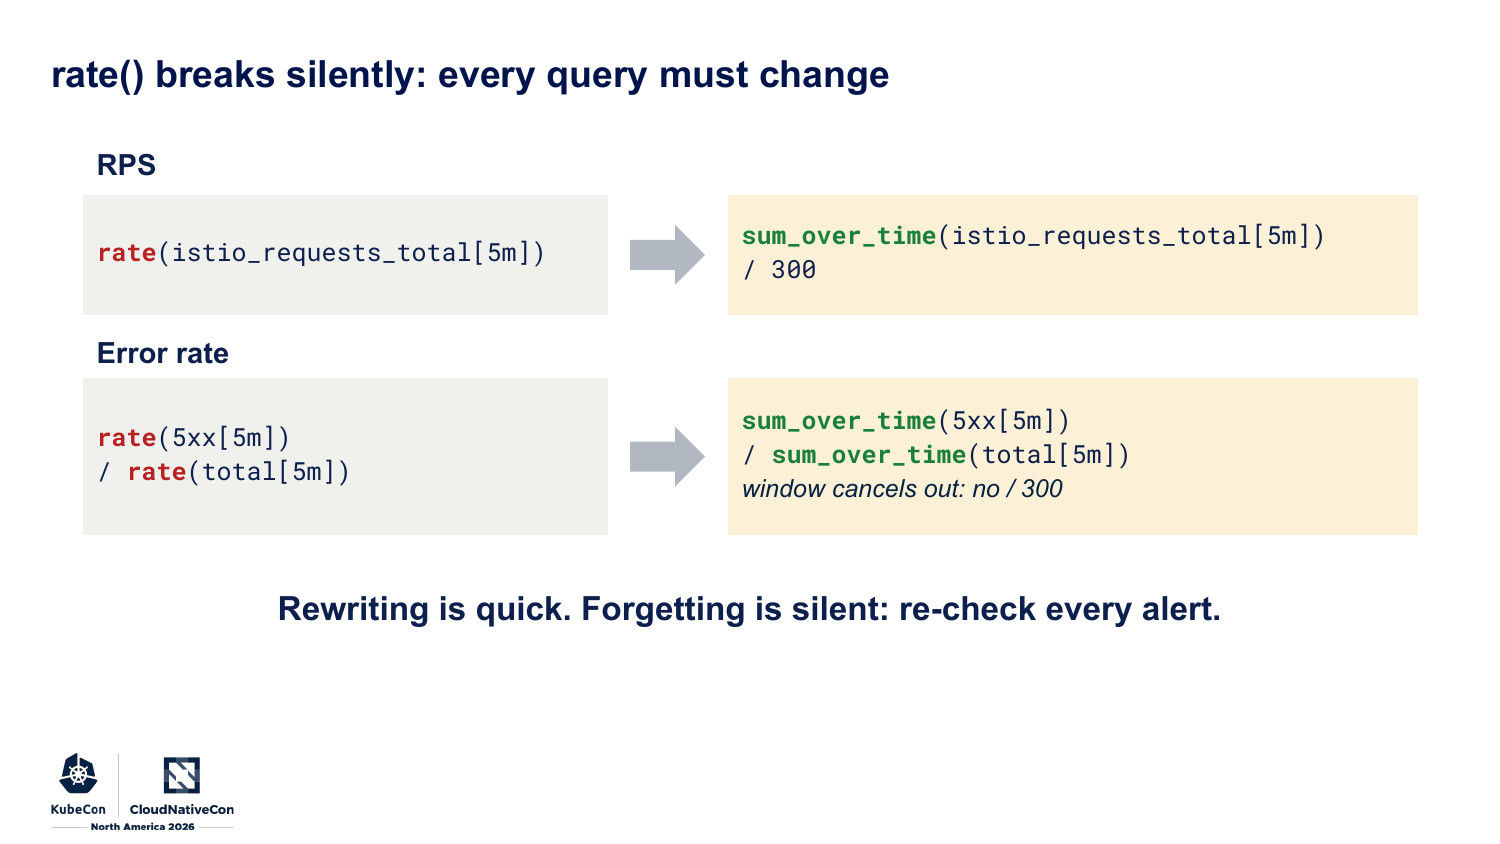 rate() breaks silently: every query must change
RPS
rate(istio_requests_total[5m])
sum_over_time(istio_requests_total[5m])
/ 300
Error rate
rate(5xx[5m])
/ rate(total[5m])
sum_over_time(5xx[5m])
/ sum_over_time(total[5m])
window cancels out: no / 300
Rewriting is quick. Forgetting is silent: re-check every alert.
KubeCon
CloudNativeCon
North America 2026